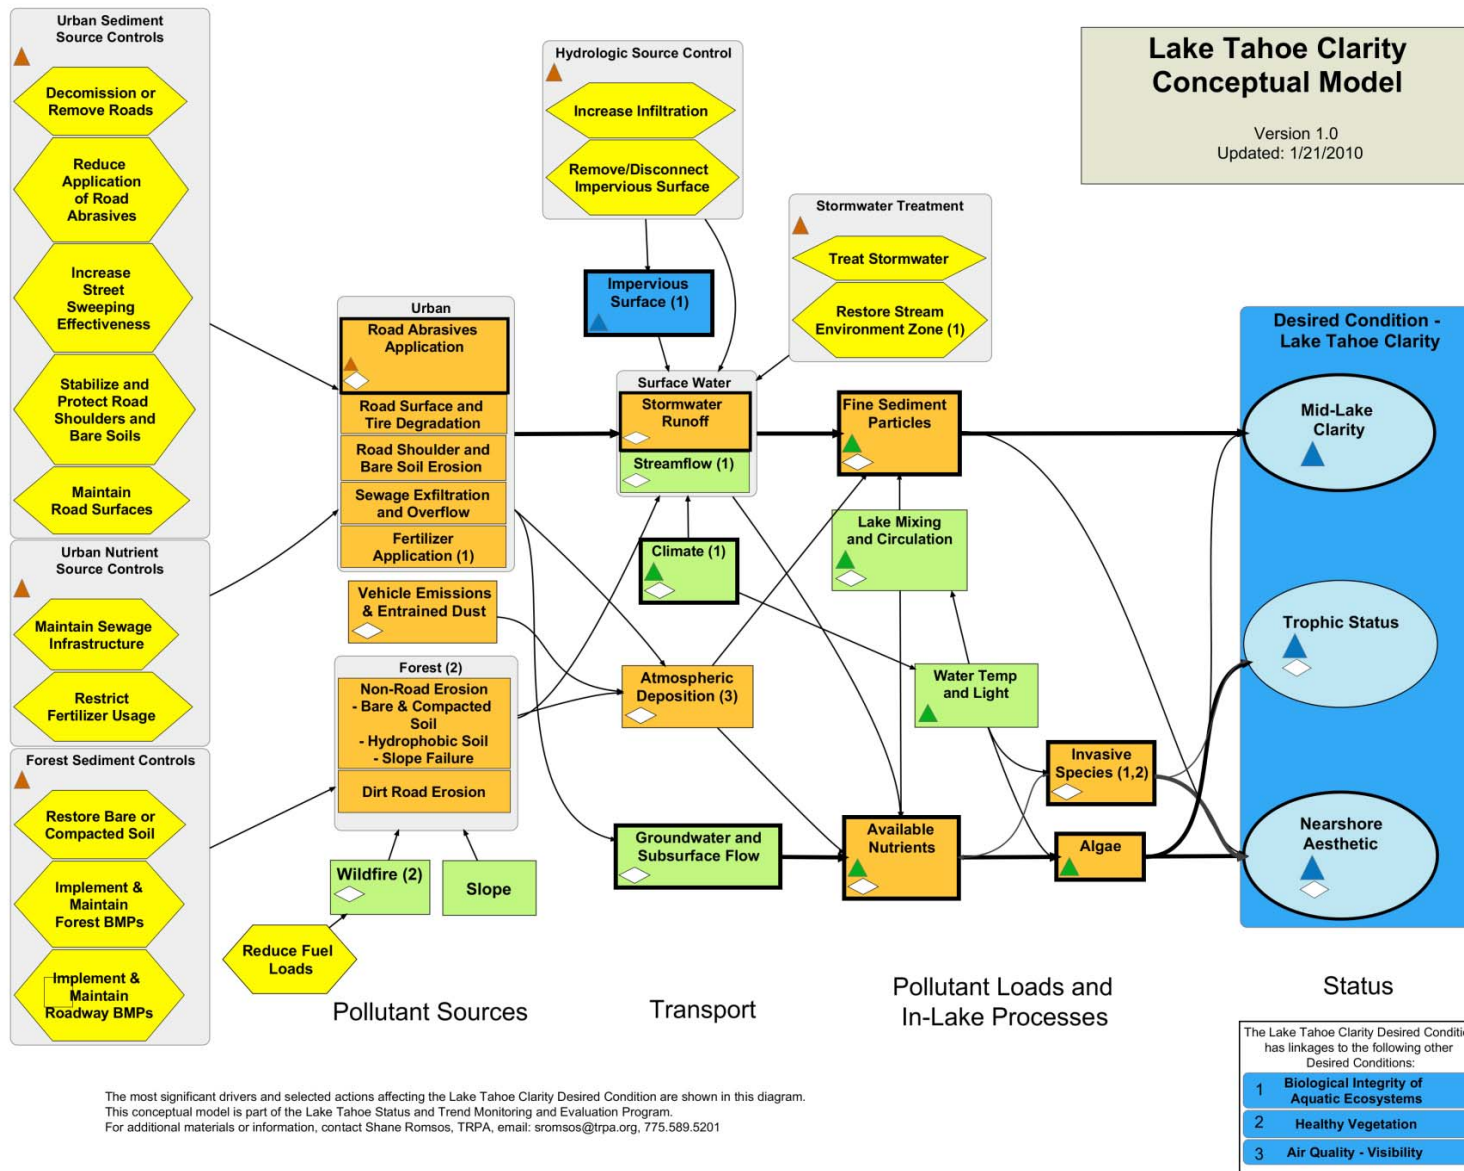 Urban Sediment
Source Controls
Decomission or
Remove Roads
Reduce
Application
of Road
Abrasives
Increase
Street
Sweeping
Effectiveness
Stabilize and
Protect Road
Shoulders and
Bare Soils
Maintain
Road Surfaces
Urban Nutrient
Source Controls
Maintain Sewage
Infrastructure
Restrict
Fertilizer Usage
Forest Sediment Controls
Restore Bare or
Compacted Soil
Implement &
Maintain
Forest BMPs
Implement &
Maintain
Roadway BMPs
Reduce Fuel
Loads
Urban
Road Abrasives
Application
Road Surface and
Tire Degradation
Road Shoulder and
Bare Soil Erosion
Sewage Exfiltration
and Overflow
Fertilizer
Application (1)
Vehicle Emissions
& Entrained Dust
Forest (2)
Non-Road Erosion
- Bare & Compacted
Soil
- Hydrophobic Soil
- Slope Failure
Dirt Road Erosion
Wildfire (2)
Slope
Pollutant Sources
Hydrologic Source Control
Increase Infiltration
Remove/Disconnect
Impervious Surface
Impervious
Surface (1)
Stormwater Treatment
Treat Stormwater
Restore Stream
Environment Zone (1)
Surface Water
Stormwater
Runoff
Streamflow (1)
Climate (1)
Atmospheric
Deposition (3)
Groundwater and
Subsurface Flow
Transport
Fine Sediment
Particles
Lake Mixing
and Circulation
Water Temp
and Light
Invasive
Species (1,2)
Available
Nutrients
Algae
Pollutant Loads and
In-Lake Processes
Lake Tahoe Clarity
Conceptual Model
Version 1.0
Updated: 1/21/2010
Desired Condition -
Lake Tahoe Clarity
Mid-Lake
Clarity
Trophic Status
Nearshore
Aesthetic
Status
The Lake Tahoe Clarity Desired Conditi
has linkages to the following other
Desired Conditions:
1 Biological Integrity of
Aquatic Ecosystems
2 Healthy Vegetation
3 Air Quality - Visibility
The most significant drivers and selected actions affecting the Lake Tahoe Clarity Desired Condition are shown in this diagram.
This conceptual model is part of the Lake Tahoe Status and Trend Monitoring and Evaluation Program.
For additional materials or information, contact Shane Romsos, TRPA, email: sromsos@trpa.org, 775.589.5201